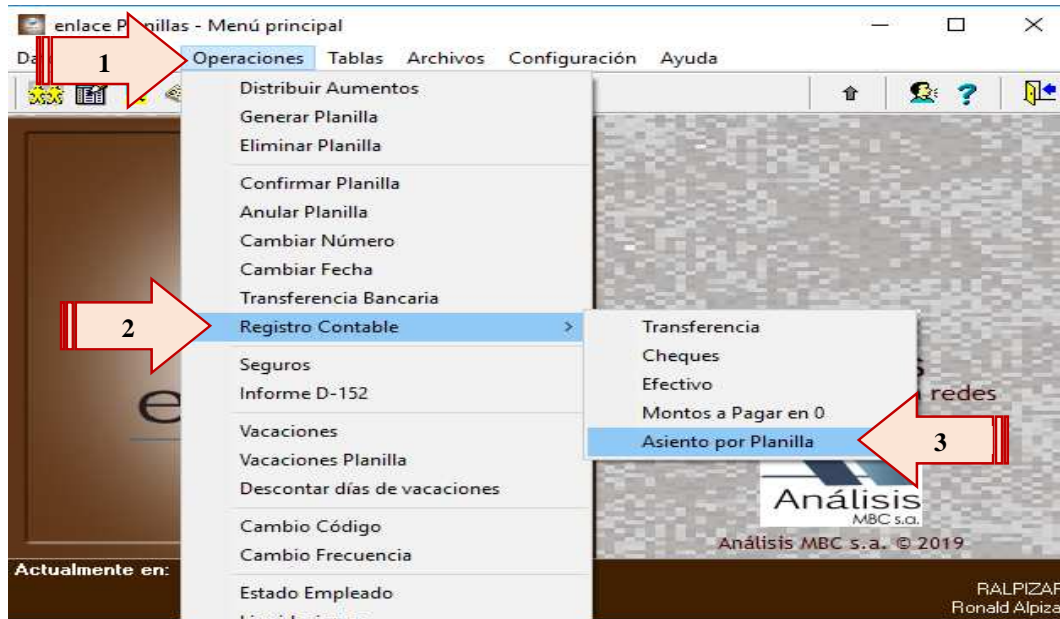 enlace Planillas - Menú principal
1
Operaciones Tablas Archivos Configuración Ayuda
Distribuir Aumentos
Generar Planilla
Eliminar Planilla
Confirmar Planilla
Anular Planilla
Cambiar Número
Cambiar Fecha
Transferencia Bancaria
2
Registro Contable >
Transferencia
Cheques
Efectivo
Montos a Pagar en 0
Asiento por Planilla
3
redes
Seguros
Informe D-152
Vacaciones
Vacaciones Planilla
Descontar días de vacaciones
Cambio Código
Cambio Frecuencia
Estado Empleado
e
Análisis
MBC s.a.
Análisis MBC s.a. © 2019
Actualmente en:
RALPIZAR
Ronald Alpiza